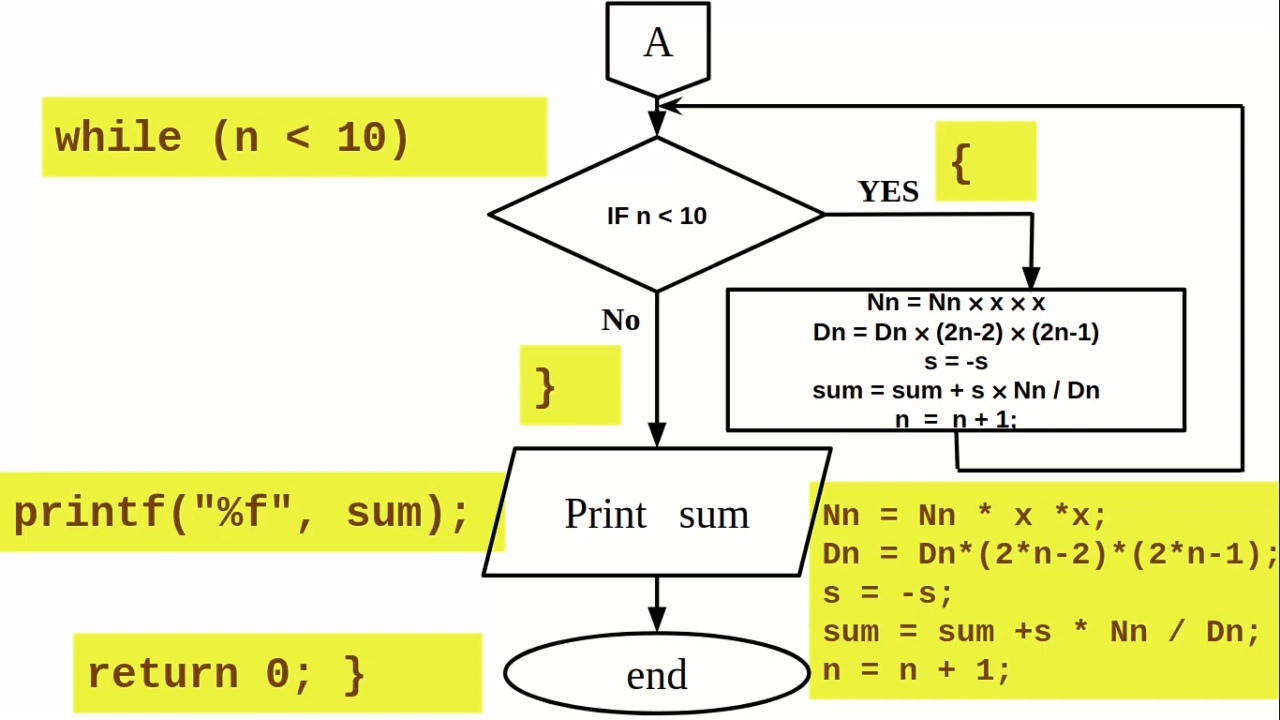 A
while (n < 10)
{
YES
IF n < 10
No
Nn = Nn × x × x
Dn = Dn × (2n-2) × (2n-1)
s = -s
sum = sum + s × Nn / Dn
n = n + 1;
}
printf("%f", sum);
Print sum
Nn = Nn * x *x;
Dn = Dn*(2*n-2)*(2*n-1);
s = -s;
sum = sum +s * Nn / Dn;
n = n + 1;
return 0; }
end